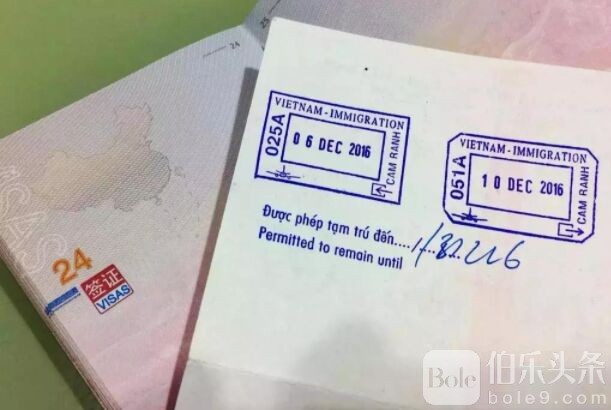 24
24
签证
VISAS
VIETNAM - IMMIGRATION
025A
06 DEC 2016
CAM RANH
VIETNAM - IMMIGRATION
051A
10 DEC 2016
CAM RANH
Được phép tạm trú đến
Permitted to remain until
Bole 伯乐头条
bole9.com